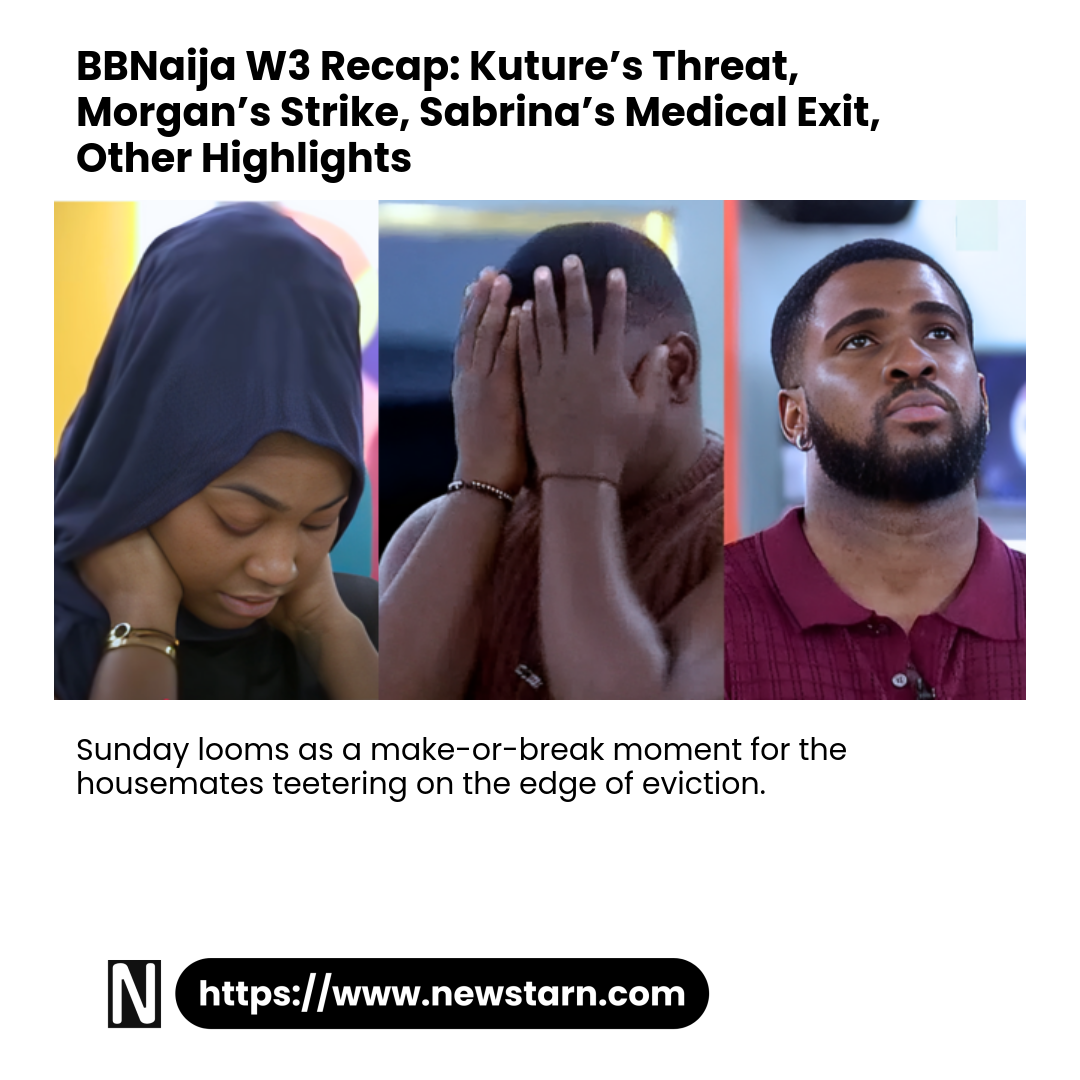 BBNaija W3 Recap: Kuture’s Threat,
Morgan’s Strike, Sabrina’s Medical Exit,
Other Highlights
Sunday looms as a make-or-break moment for the
housemates teetering on the edge of eviction.
N https://www.newstarn.com